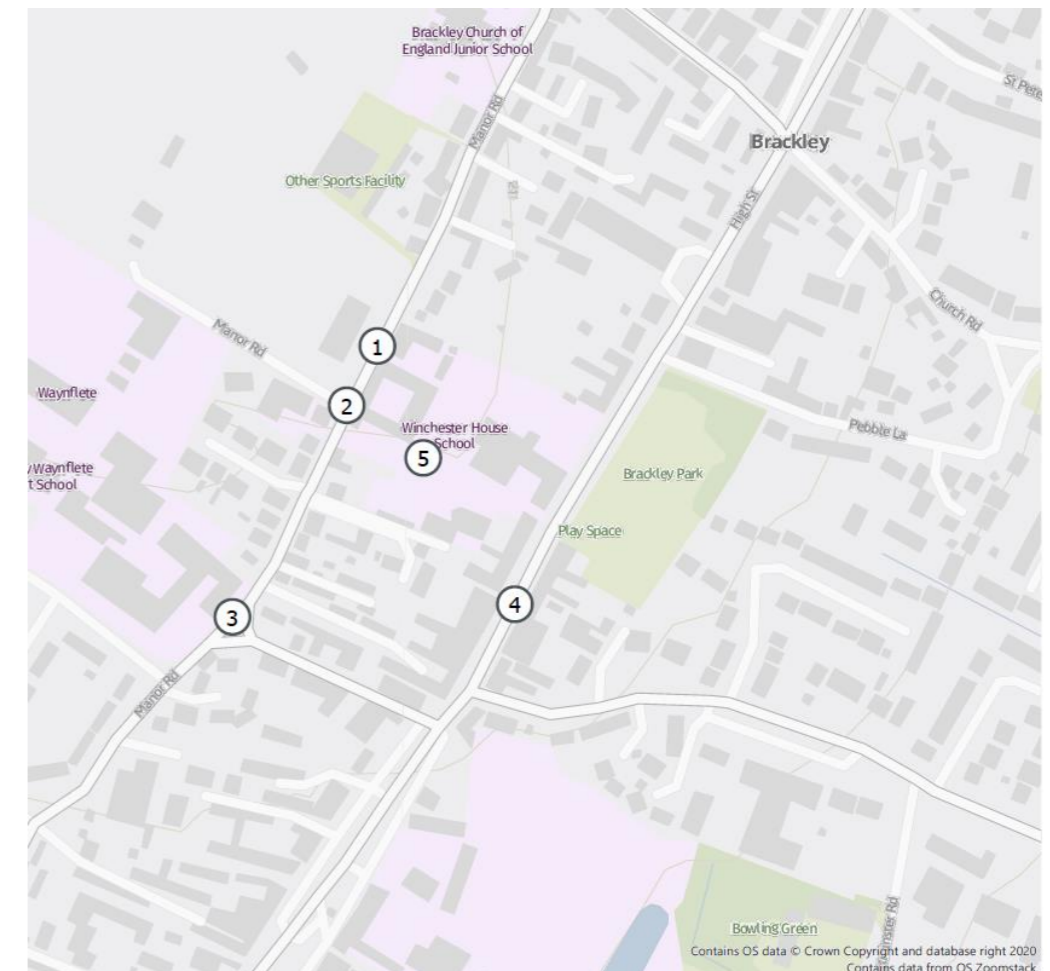 Brackley Church of
England Junior School
St Pete
Manor Rd
Brackley
Other Sports Facility
High St
Church Rd
Manor Rd
1
Waynflete
2
Winchester House
School
Pebble La
5
Waynflete
t School
Brackley Park
Play Space
4
3
Manor Rd
Bowling Green
Contains OS data © Crown Copyright and database right 2020
Contains data from OS Zoomstack